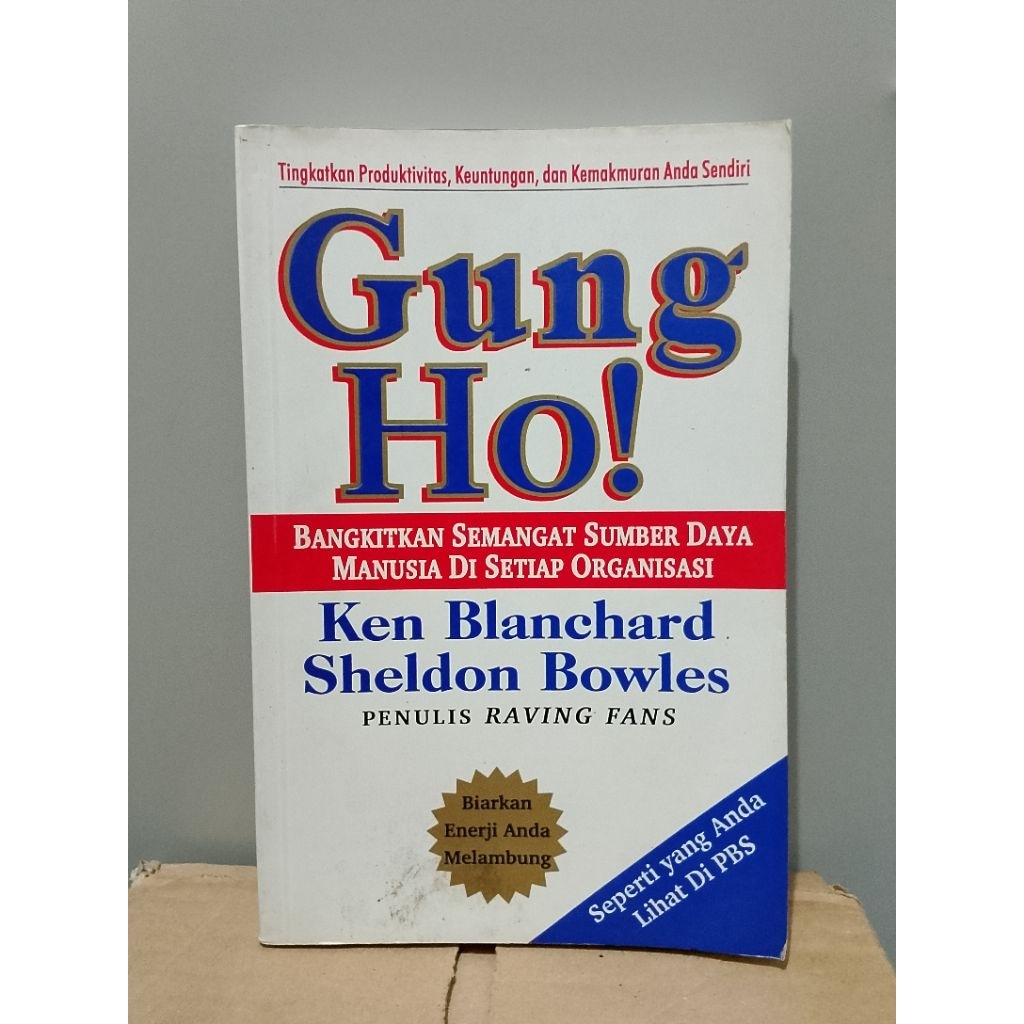 Tingkatkan Produktivitas, Keuntungan, dan Kemakmuran Anda Sendiri
Gung
Ho!
BANGKITKAN SEMANGAT SUMBER DAYA
MANUSIA DI SETIAP ORGANISASI
Ken Blanchard
Sheldon Bowles
PENULIS RAVING FANS
Biarkan
Enerji Anda
Melambung
Seperti yang Anda
Lihat Di PBS